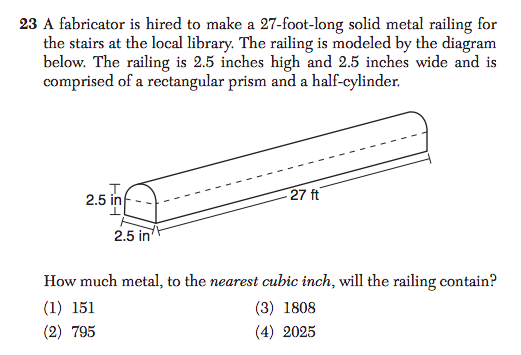 23 A fabricator is hired to make a 27-foot-long solid metal railing for
the stairs at the local library. The railing is modeled by the diagram
below. The railing is 2.5 inches high and 2.5 inches wide and is
comprised of a rectangular prism and a half-cylinder.
2.5 in
27 ft
2.5 in
How much metal, to the nearest cubic inch, will the railing contain?
(1) 151 (3) 1808
(2) 795 (4) 2025